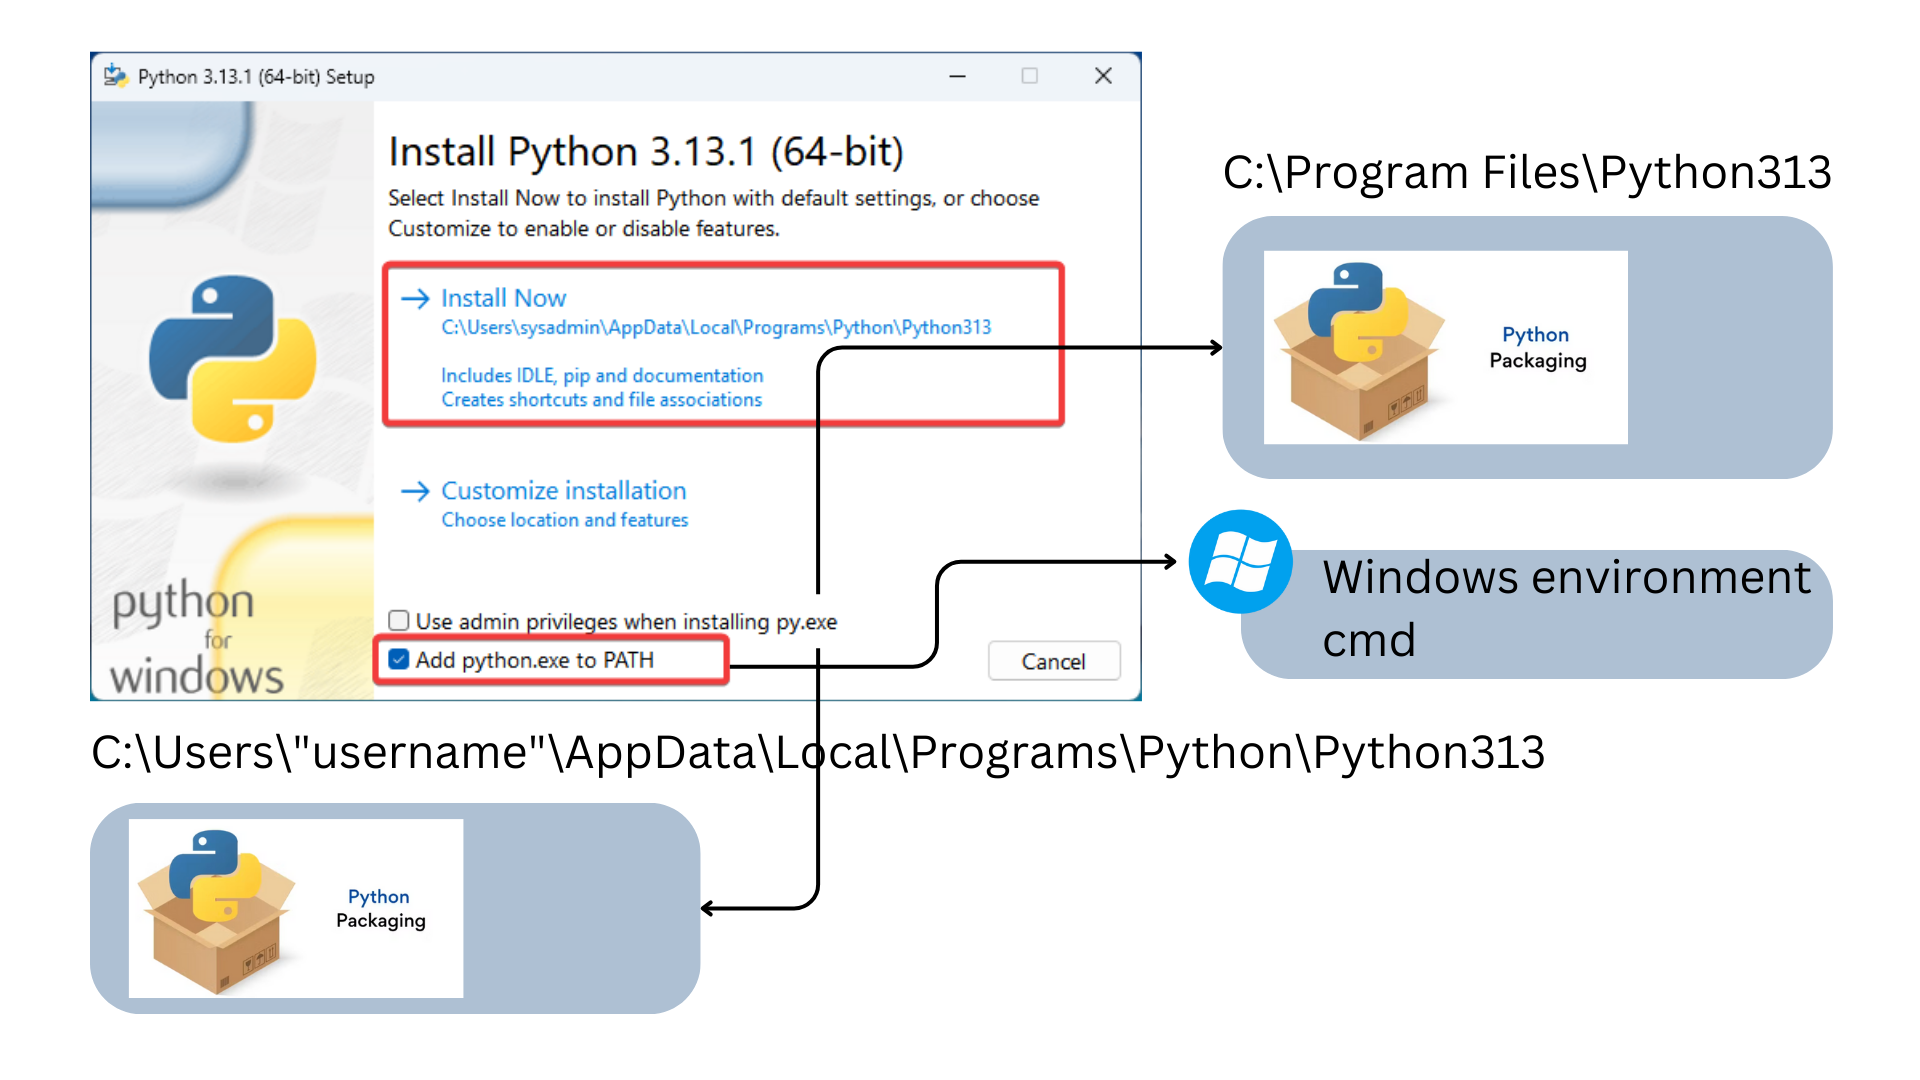 Python 3.13.1 (64-bit) Setup
Install Python 3.13.1 (64-bit)
Select Install Now to install Python with default settings, or choose
Customize to enable or disable features.
Install Now
C:\Users\sysadmin\AppData\Local\Programs\Python\Python313
Includes IDLE, pip and documentation
Creates shortcuts and file associations
Customize installation
Choose location and features
Use admin privileges when installing py.exe
Add python.exe to PATH
Cancel
python
for
windows
C:\Program Files\Python313
Python
Packaging
Windows environment
cmd
C:\Users\"username"\AppData\Local\Programs\Python\Python313
Python
Packaging